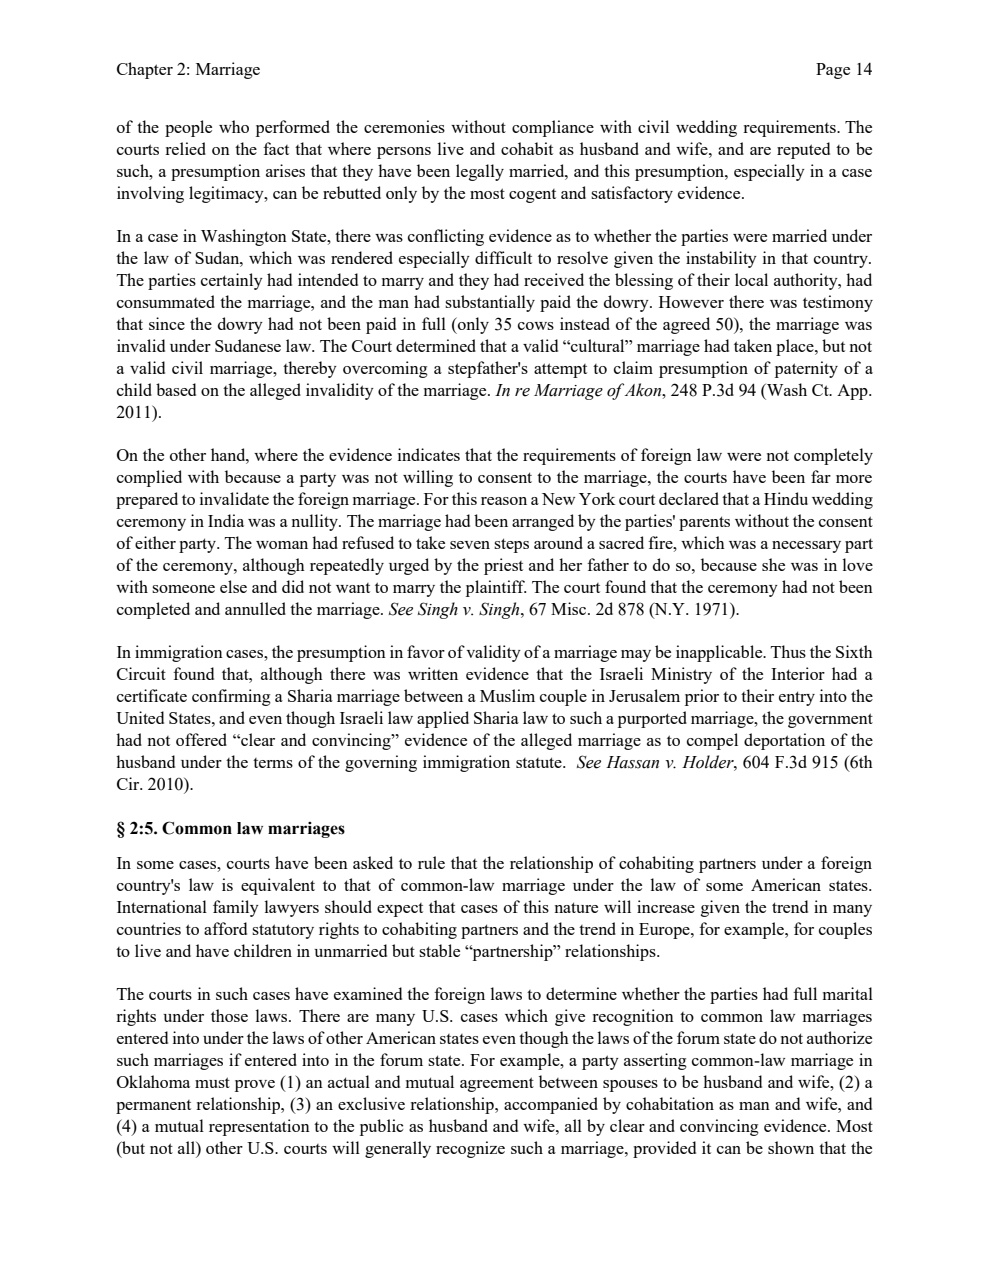 Chapter 2: Marriage
Page 14
of the people who performed the ceremonies without compliance with civil wedding requirements. The
courts relied on the fact that where persons live and cohabit as husband and wife, and are reputed to be
such, a presumption arises that they have been legally married, and this presumption, especially in a case
involving legitimacy, can be rebutted only by the most cogent and satisfactory evidence.
In a case in Washington State, there was conflicting evidence as to whether the parties were married under
the law of Sudan, which was rendered especially difficult to resolve given the instability in that country.
The parties certainly had intended to marry and they had received the blessing of their local authority, had
consummated the marriage, and the man had substantially paid the dowry. However there was testimony
that since the dowry had not been paid in full (only 35 cows instead of the agreed 50), the marriage was
invalid under Sudanese law. The Court determined that a valid “cultural” marriage had taken place, but not
a valid civil marriage, thereby overcoming a stepfather's attempt to claim presumption of paternity of a
child based on the alleged invalidity of the marriage. In re Marriage of Akon, 248 P.3d 94 (Wash Ct. App.
2011).
On the other hand, where the evidence indicates that the requirements of foreign law were not completely
complied with because a party was not willing to consent to the marriage, the courts have been far more
prepared to invalidate the foreign marriage. For this reason a New York court declared that a Hindu wedding
ceremony in India was a nullity. The marriage had been arranged by the parties' parents without the consent
of either party. The woman had refused to take seven steps around a sacred fire, which was a necessary part
of the ceremony, although repeatedly urged by the priest and her father to do so, because she was in love
with someone else and did not want to marry the plaintiff. The court found that the ceremony had not been
completed and annulled the marriage. See Singh v. Singh, 67 Misc. 2d 878 (N.Y. 1971).
In immigration cases, the presumption in favor of validity of a marriage may be inapplicable. Thus the Sixth
Circuit found that, although there was written evidence that the Israeli Ministry of the Interior had a
certificate confirming a Sharia marriage between a Muslim couple in Jerusalem prior to their entry into the
United States, and even though Israeli law applied Sharia law to such a purported marriage, the government
had not offered “clear and convincing” evidence of the alleged marriage as to compel deportation of the
husband under the terms of the governing immigration statute.  See Hassan v. Holder, 604 F.3d 915 (6th
Cir. 2010).
§ 2:5. Common law marriages
In some cases, courts have been asked to rule that the relationship of cohabiting partners under a foreign
country's law is equivalent to that of common-law marriage under the law of some American states.
International family lawyers should expect that cases of this nature will increase given the trend in many
countries to afford statutory rights to cohabiting partners and the trend in Europe, for example, for couples
to live and have children in unmarried but stable “partnership” relationships.
The courts in such cases have examined the foreign laws to determine whether the parties had full marital
rights under those laws. There are many U.S. cases which give recognition to common law marriages
entered into under the laws of other American states even though the laws of the forum state do not authorize
such marriages if entered into in the forum state. For example, a party asserting common-law marriage in
Oklahoma must prove (1) an actual and mutual agreement between spouses to be husband and wife, (2) a
permanent relationship, (3) an exclusive relationship, accompanied by cohabitation as man and wife, and
(4) a mutual representation to the public as husband and wife, all by clear and convincing evidence. Most
(but not all) other U.S. courts will generally recognize such a marriage, provided it can be shown that the